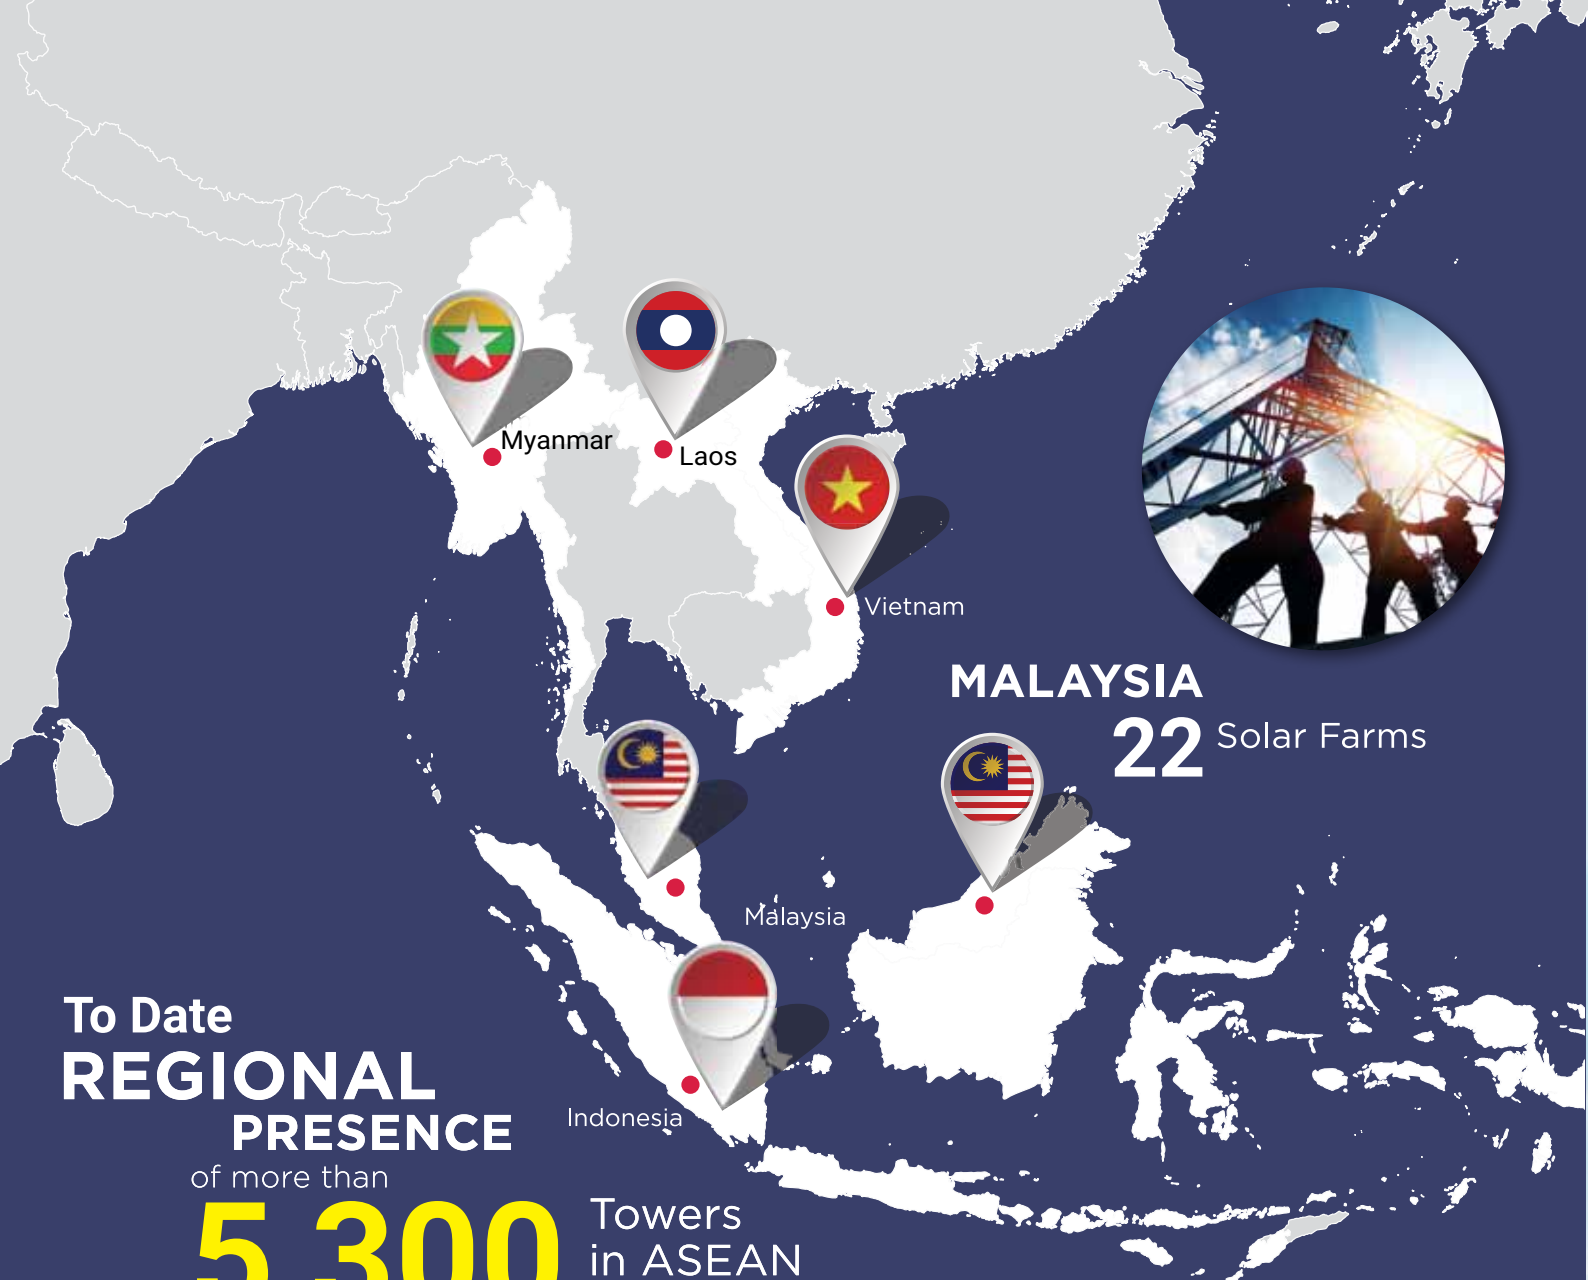 Myanmar
Laos
Vietnam
MALAYSIA
22 Solar Farms
Malaysia
Indonesia
To Date
REGIONAL
PRESENCE
of more than
5,300 Towers
in ASEAN